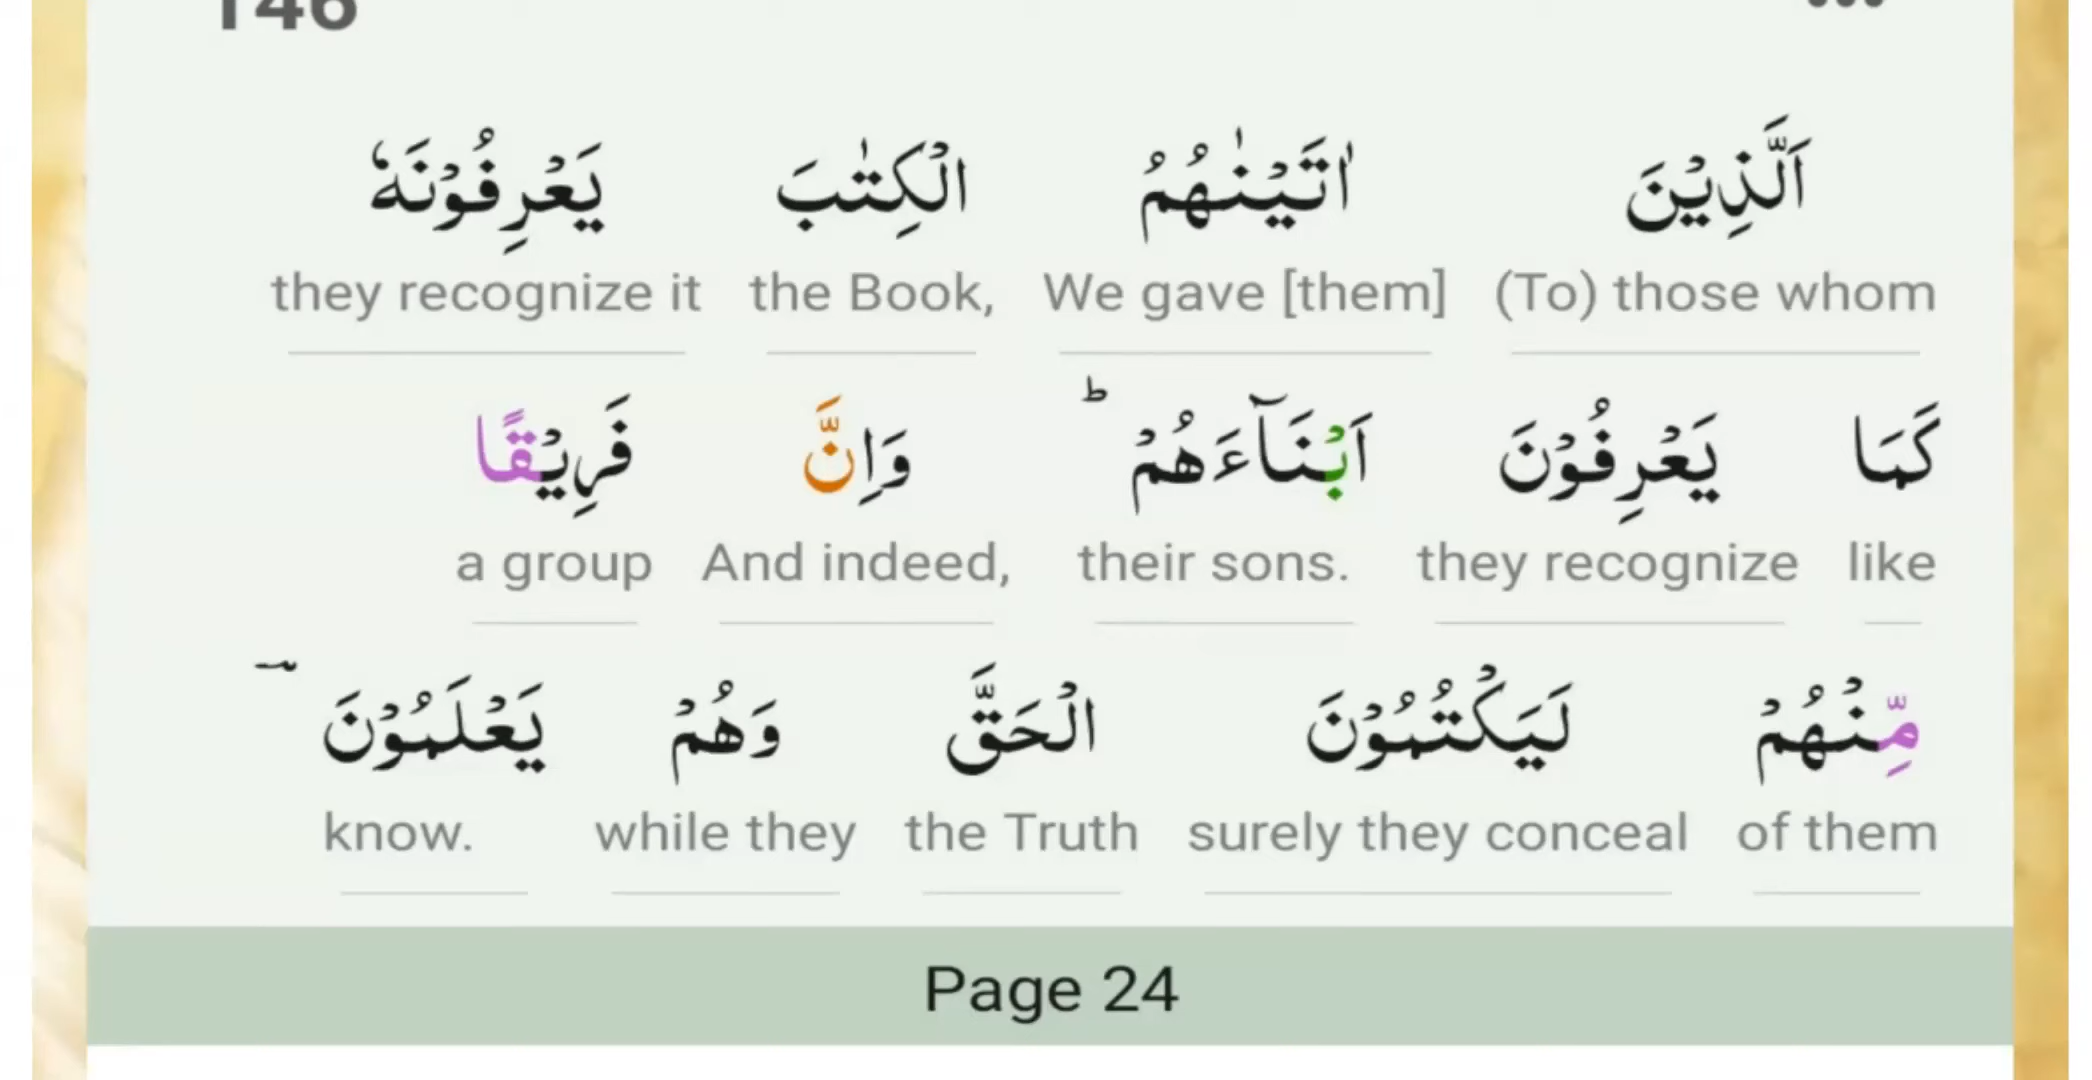 146
اَلَّذِيْنَ اٰتَيْنٰهُمُ الْكِتٰبَ يَعْرِفُوْنَهٗ
(To) those whom We gave [them] the Book, they recognize it
كَمَا يَعْرِفُوْنَ اَبْنَآءَهُمْ ؕ وَاِنَّ فَرِيْقًا
like they recognize their sons. And indeed, a group
مِّنْهُمْ لَيَكْتُمُوْنَ الْحَقَّ وَهُمْ يَعْلَمُوْنَ ؔ
of them surely they conceal the Truth while they know.
Page 24